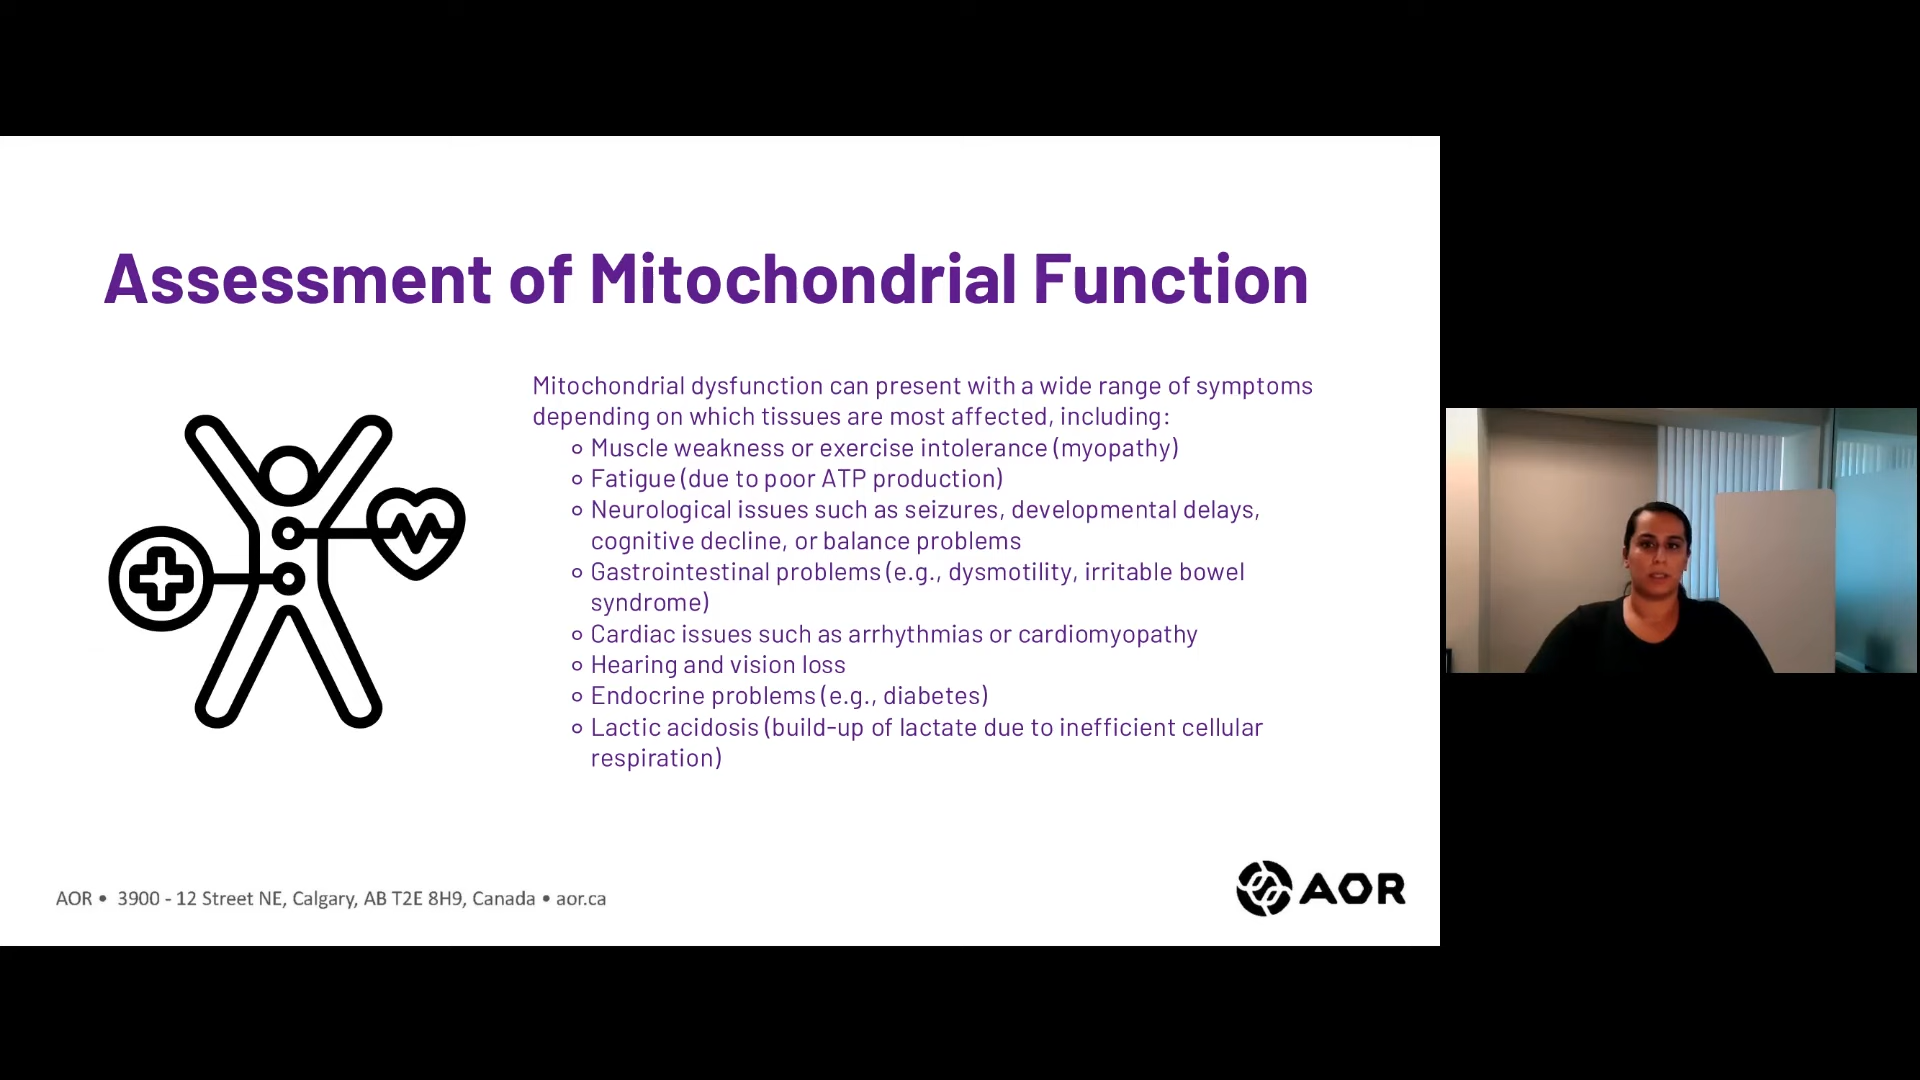 Assessment of Mitochondrial Function
Mitochondrial dysfunction can present with a wide range of symptoms
depending on which tissues are most affected, including:
Muscle weakness or exercise intolerance (myopathy)
Fatigue (due to poor ATP production)
Neurological issues such as seizures, developmental delays,
cognitive decline, or balance problems
Gastrointestinal problems (e.g., dysmotility, irritable bowel
syndrome)
Cardiac issues such as arrhythmias or cardiomyopathy
Hearing and vision loss
Endocrine problems (e.g., diabetes)
Lactic acidosis (build-up of lactate due to inefficient cellular
respiration)
AOR • 3900 - 12 Street NE, Calgary, AB T2E 8H9, Canada • aor.ca
AOR